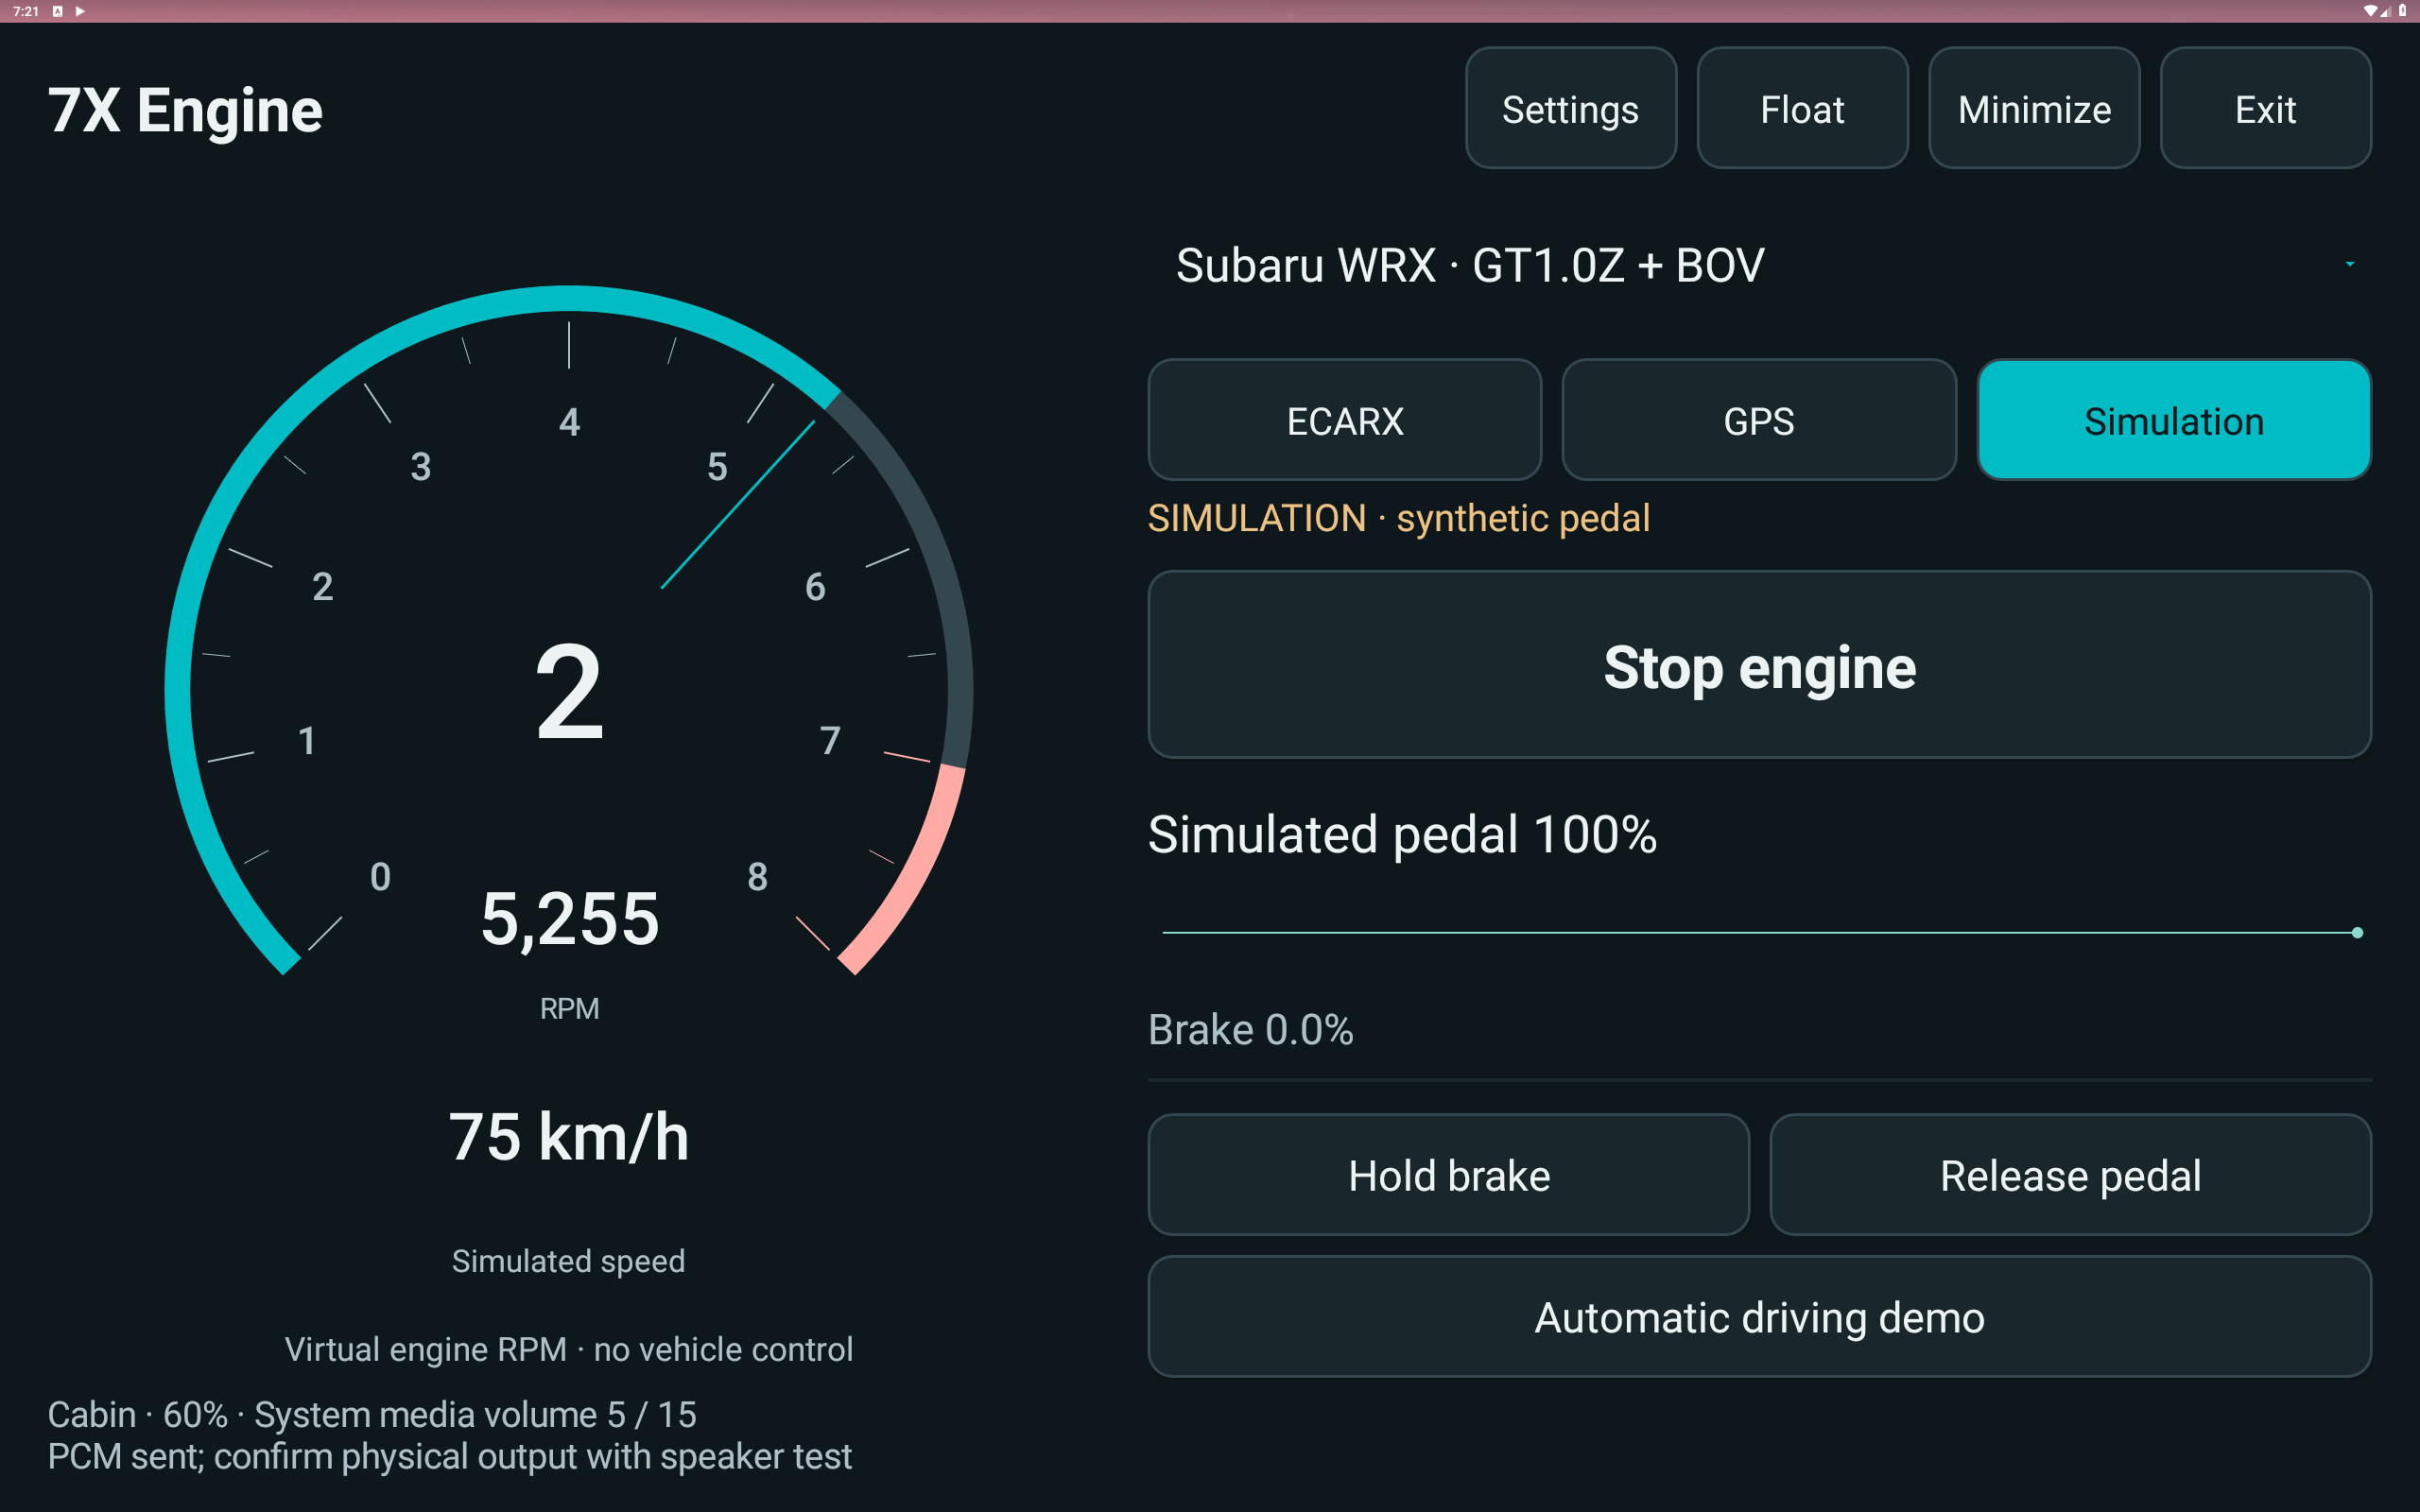 7:21
7X Engine
Settings
Float
Minimize
Exit
Subaru WRX · GT1.0Z + BOV
ECARX
GPS
Simulation
SIMULATION · synthetic pedal
Stop engine
Simulated pedal 100%
Brake 0.0%
Hold brake
Release pedal
Automatic driving demo
0
1
2
3
4
5
6
7
8
2
5,255
RPM
75 km/h
Simulated speed
Virtual engine RPM · no vehicle control
Cabin · 60% · System media volume 5 / 15
PCM sent; confirm physical output with speaker test